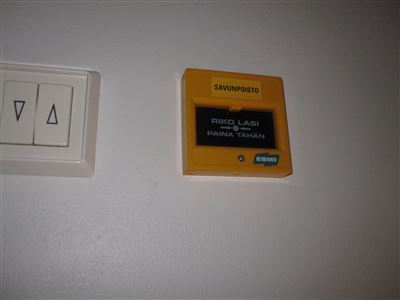 SAVUNPOISTO
RIKO LASI
PAINA TÄHÄN
ESMI